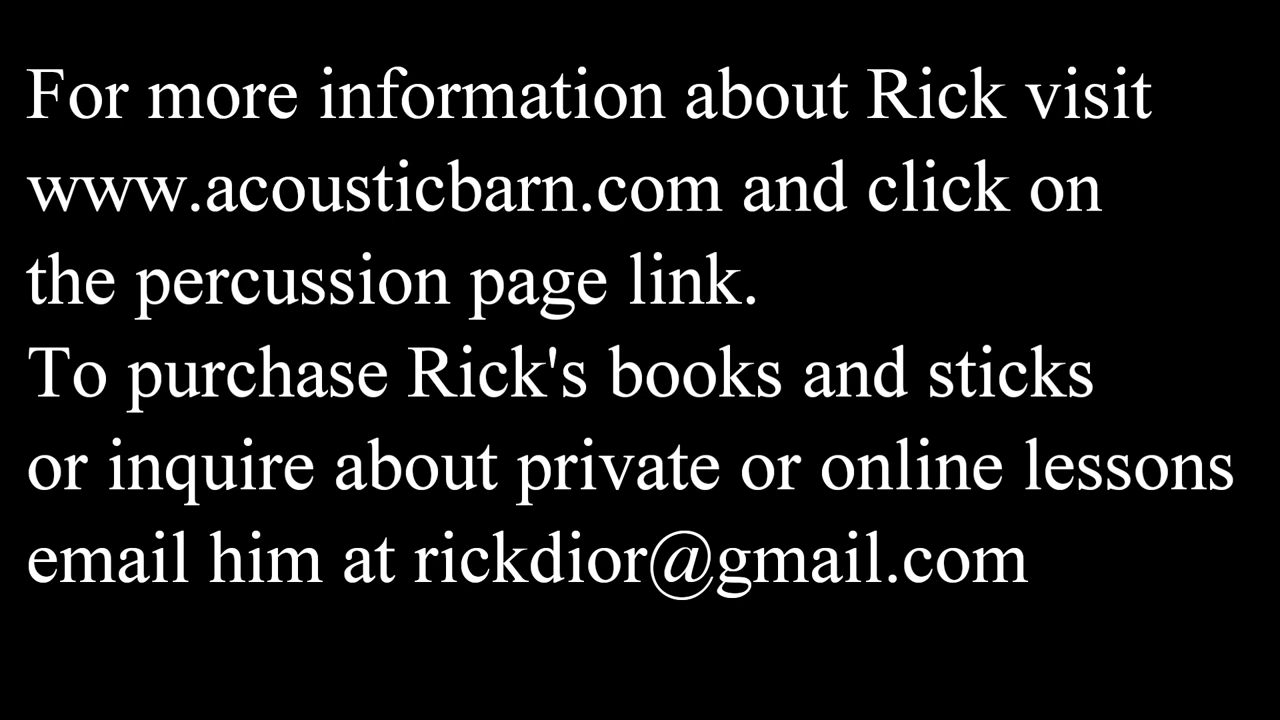 For more information about Rick visit
www.acousticbarn.com and click on
the percussion page link.
To purchase Rick's books and sticks
or inquire about private or online lessons
email him at rickdior@gmail.com